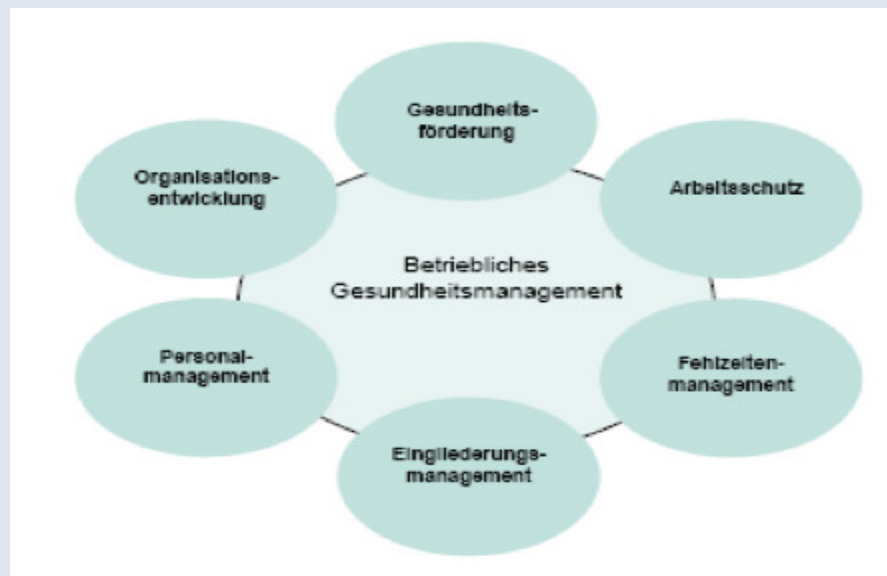 Gesundheits-
förderung
Organisations-
entwicklung
Arbeitsschutz
Betriebliches
Gesundheitsmanagement
Personal-
management
Fehlzeiten-
management
Eingliederungs-
management